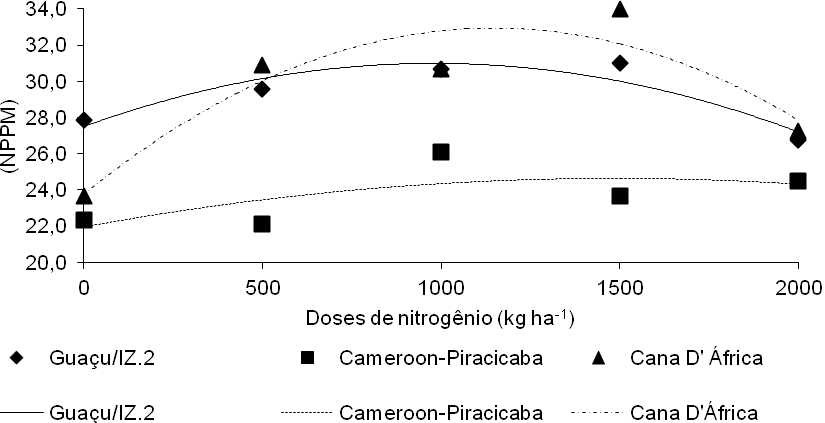 34,0
32,0
30,0
28,0
26,0
24,0
22,0
20,0
(NPPM)
0 500 1000 1500 2000
Doses de nitrogênio (kg ha-1)
Guaçu/IZ.2 Cameroon-Piracicaba Cana D' África
Guaçu/IZ.2 Cameroon-Piracicaba Cana D'África